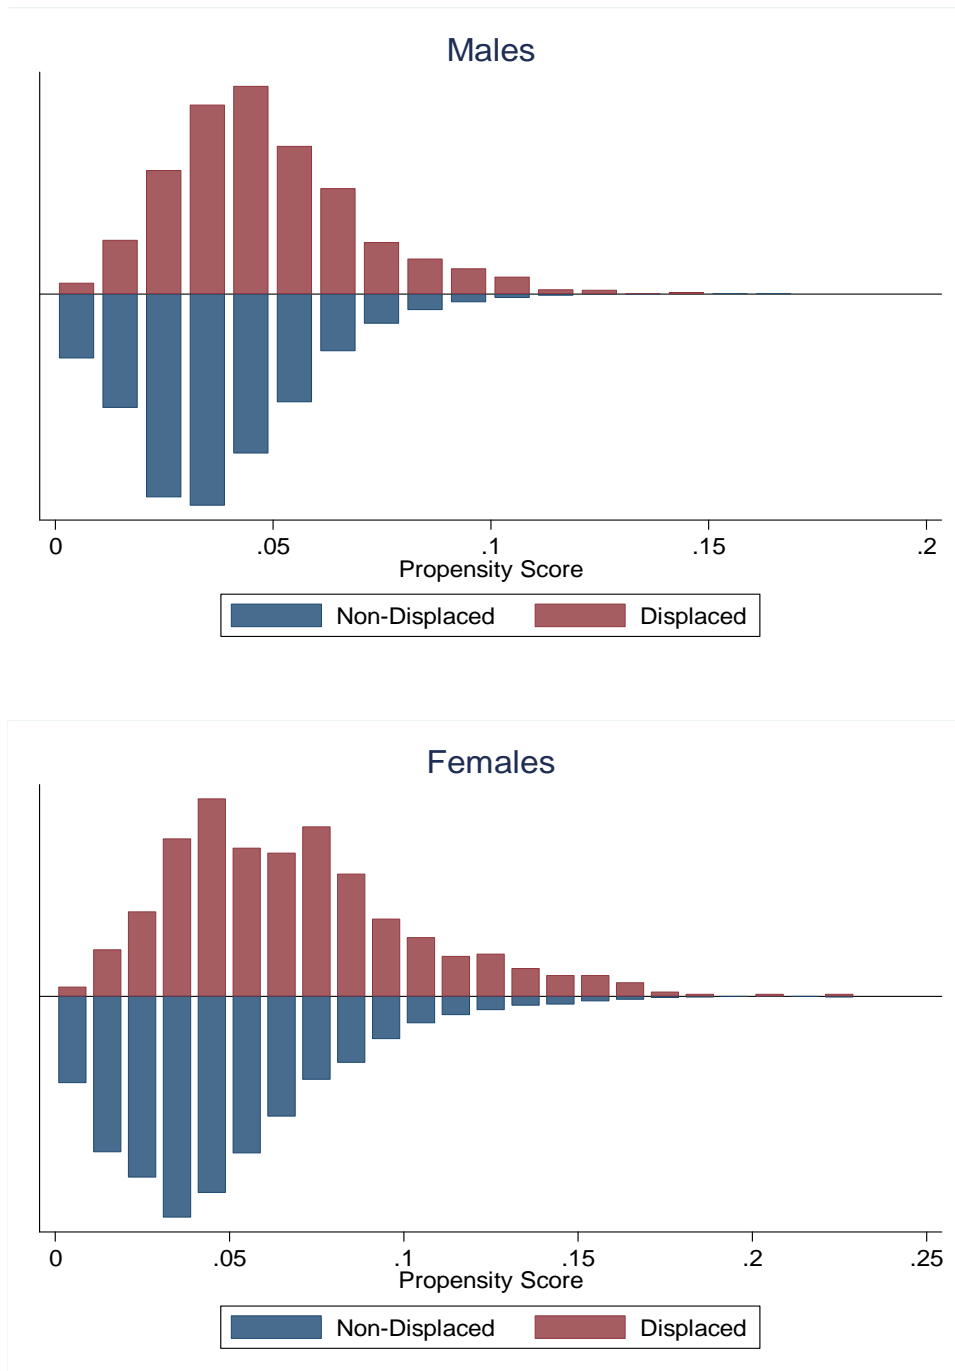 Males
0 .05 .1 .15 .2
Propensity Score
Non-Displaced Displaced
Females
0 .05 .1 .15 .2 .25
Propensity Score
Non-Displaced Displaced